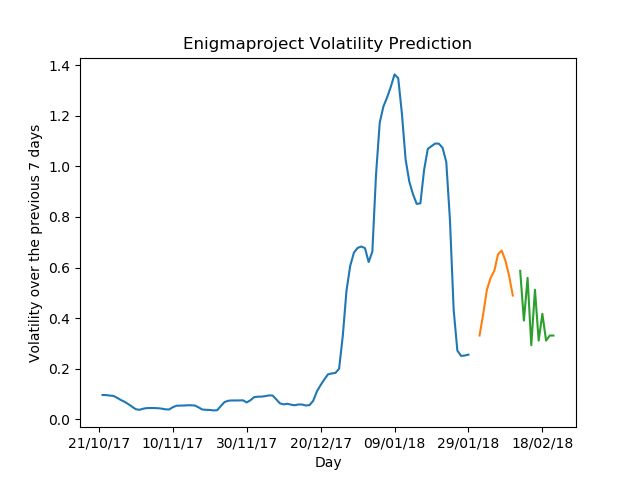 Enigmaproject Volatility Prediction
Volatility over the previous 7 days
1.4
1.2
1.0
0.8
0.6
0.4
0.2
0.0
21/10/17 10/11/17 30/11/17 20/12/17 09/01/18 29/01/18 18/02/18
Day